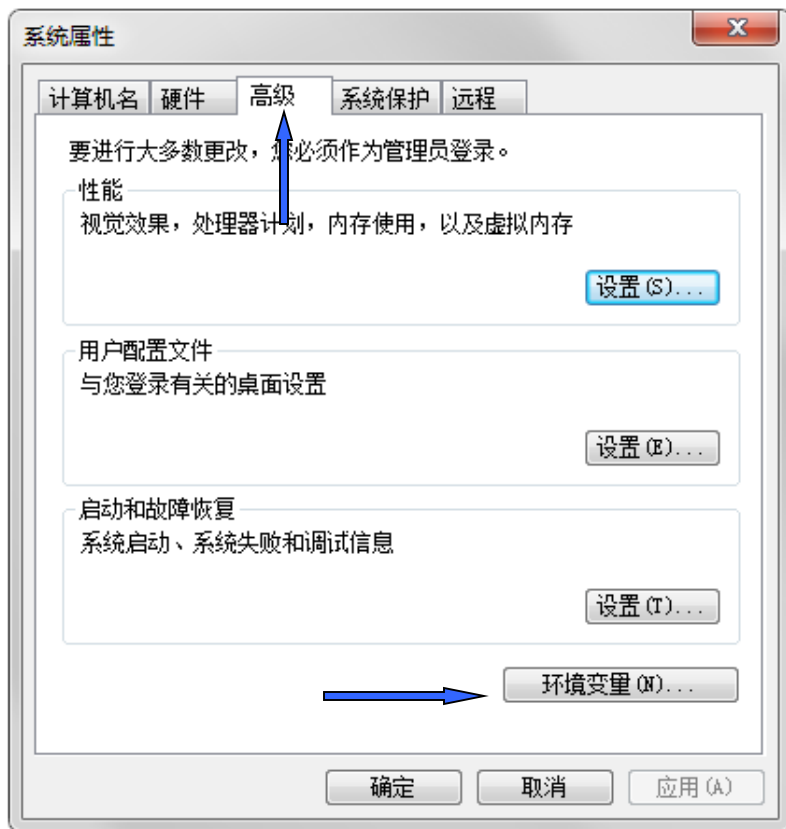 系统属性
计算机名 硬件 高级 系统保护 远程
要进行大多数更改，您必须作为管理员登录。
性能
视觉效果，处理器计划，内存使用，以及虚拟内存
设置(S)...
用户配置文件
与您登录有关的桌面设置
设置(E)...
启动和故障恢复
系统启动、系统失败和调试信息
设置(T)...
环境变量(N)...
确定 取消 应用(A)